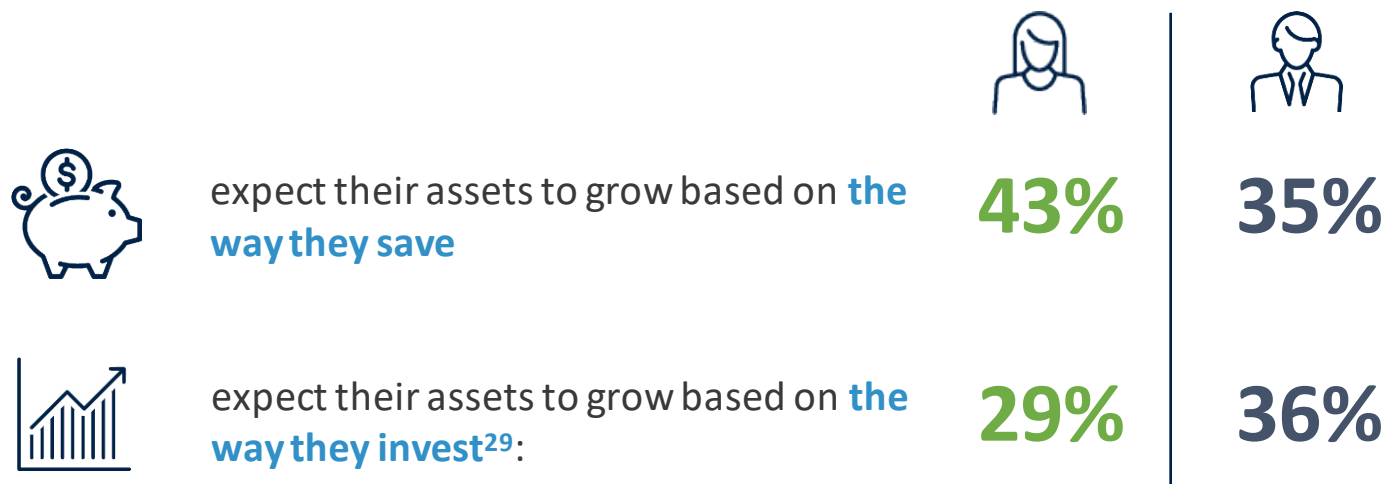 $
expect their assets to grow based on the
way they save
43%
35%
expect their assets to grow based on the
way they invest²⁹:
29%
36%